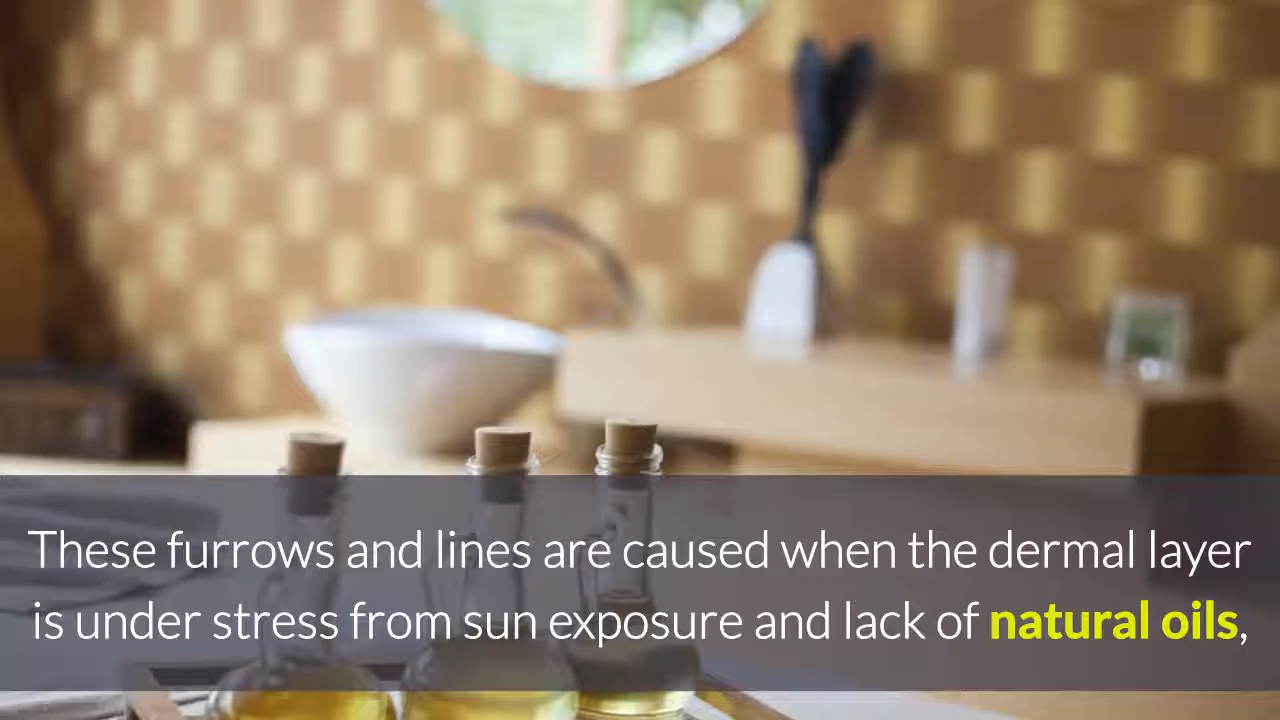 These furrows and lines are caused when the dermal layer
is under stress from sun exposure and lack of natural oils,